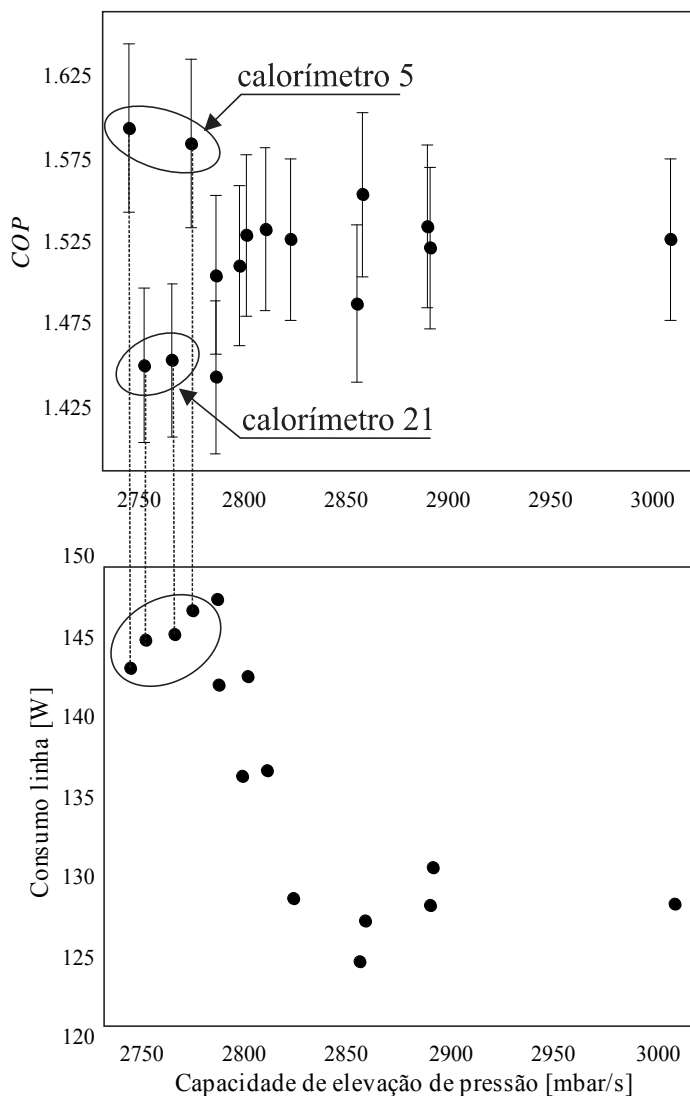 1.625
1.575
1.525
1.475
1.425
COP
calorímetro 5
calorímetro 21
2750 2800 2850 2900 2950 3000
150
145
140
135
130
125
120
Consumo linha [W]
2750 2800 2850 2900 2950 3000
Capacidade de elevação de pressão [mbar/s]